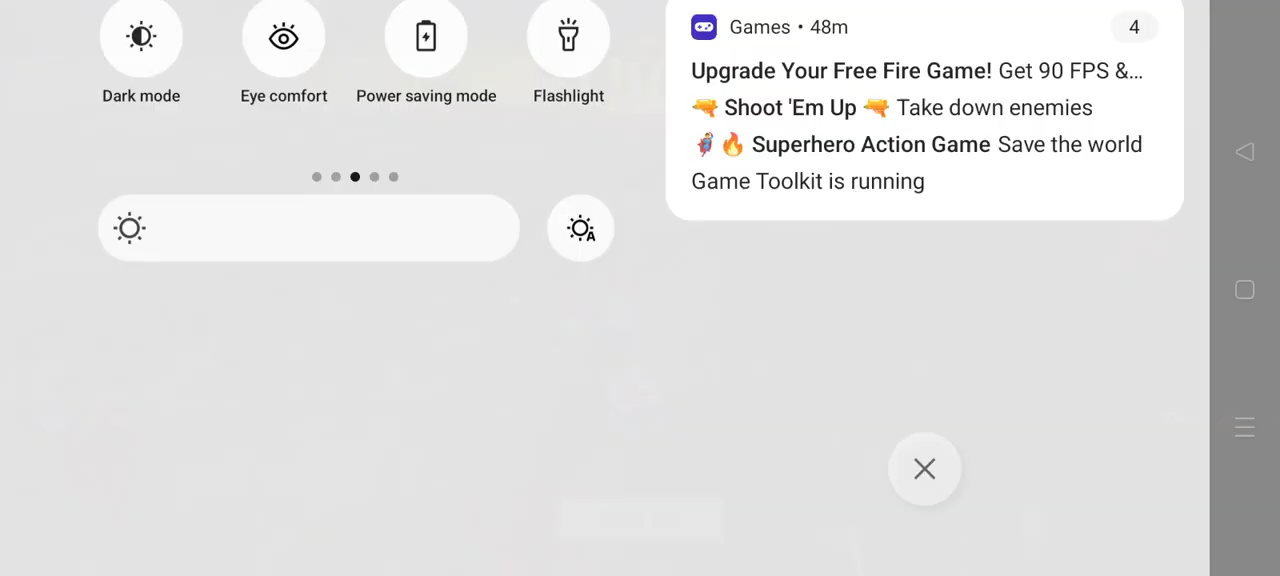 Dark mode
Eye comfort
Power saving mode
Flashlight
A
Games • 48m
4
Upgrade Your Free Fire Game! Get 90 FPS &...
🔫 Shoot 'Em Up 🔫 Take down enemies
🦸🔥 Superhero Action Game Save the world
Game Toolkit is running